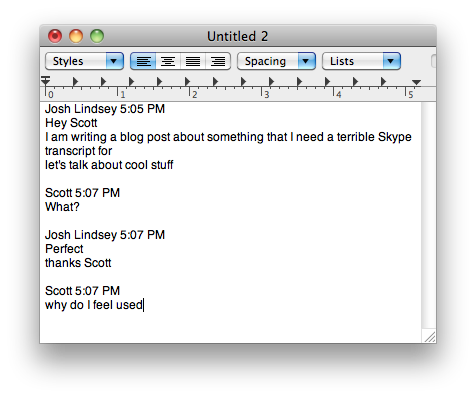 Untitled 2
Styles Spacing Lists
0 1 2 3 4 5
Josh Lindsey 5:05 PM
Hey Scott
I am writing a blog post about something that I need a terrible Skype
transcript for
let's talk about cool stuff
Scott 5:07 PM
What?
Josh Lindsey 5:07 PM
Perfect
thanks Scott
Scott 5:07 PM
why do I feel used